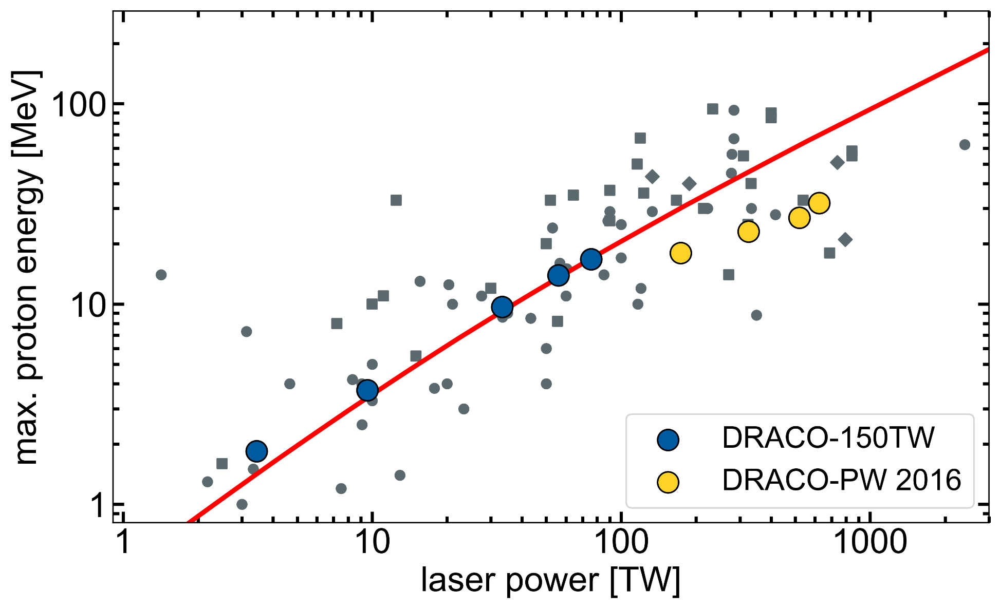 max. proton energy [MeV]
100
10
1
DRACO-150TW
DRACO-PW 2016
1 10 100 1000
laser power [TW]